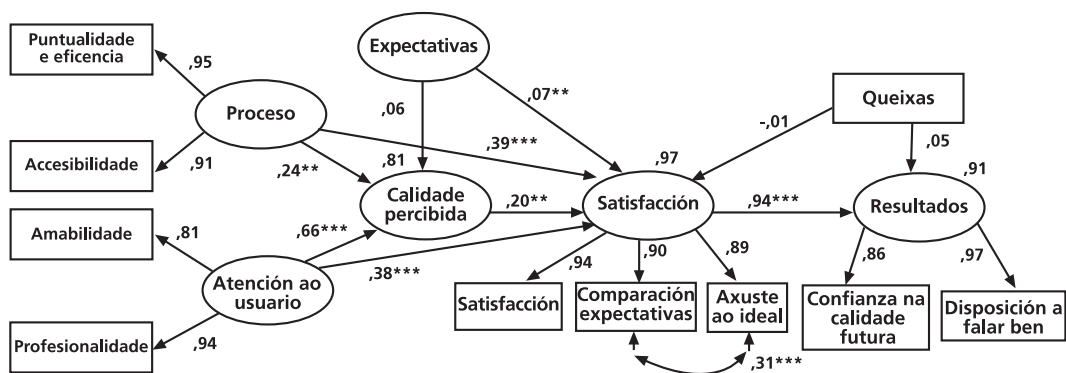 Puntualidade
e eficencia
,95
Expectativas
Proceso
,06
,07**
Queixas
-,01
,05
Accesibilidade
,91
,24**
,39***
,81
,97
,91
Calidade
percibida
,20**
Satisfacción
,94***
Resultados
Amabilidade
,81
,66***
,38***
Atención ao
usuario
,94
,90
,89
,86
,97
Satisfacción
Comparación
expectativas
Axuste
ao ideal
Confianza na
calidade
futura
Disposición a
falar ben
Profesionalidade
,94
,31***